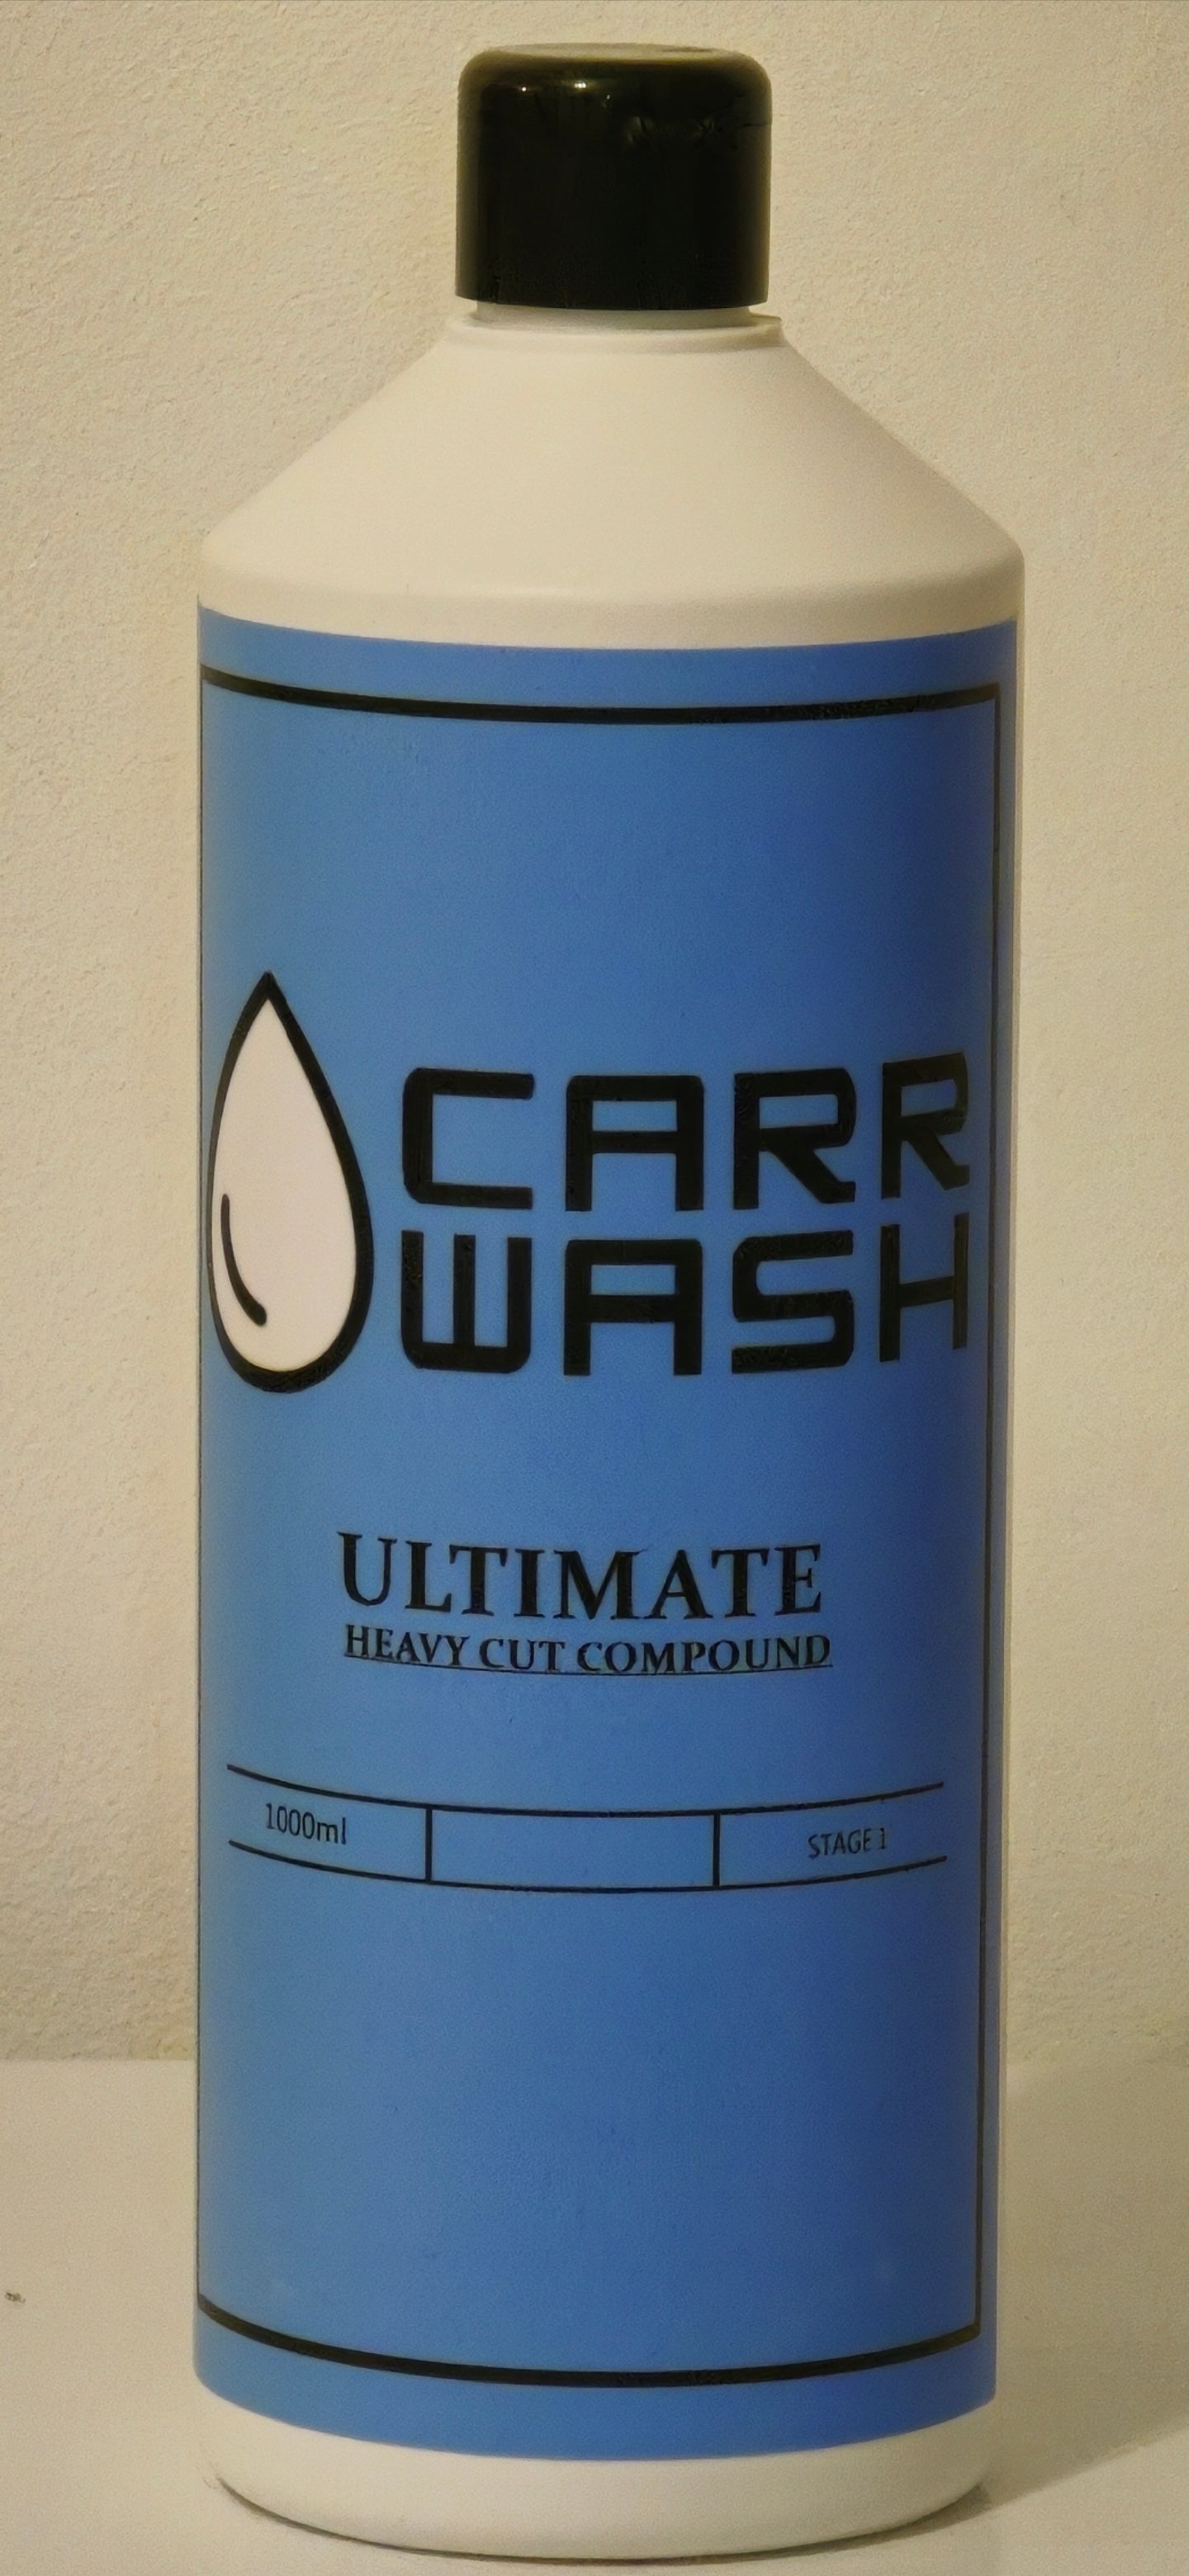 CARR
WASH
ULTIMATE
HEAVY CUT COMPOUND
1000ml
STAGE 1